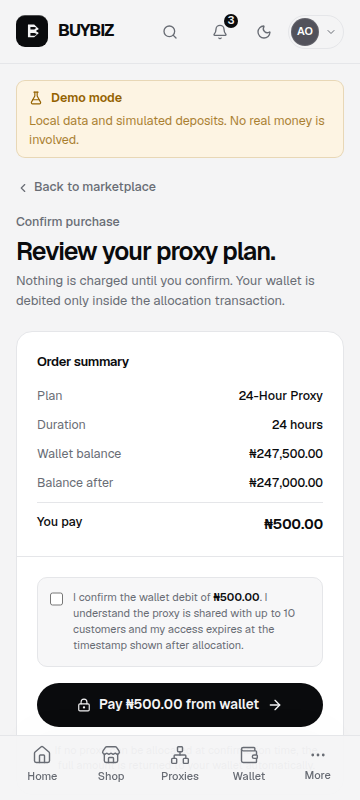 BUYBIZ
3
AO
Demo mode
Local data and simulated deposits. No real money is
involved.
Back to marketplace
Confirm purchase
Review your proxy plan.
Nothing is charged until you confirm. Your wallet is
debited only inside the allocation transaction.
Order summary
Plan 24-Hour Proxy
Duration 24 hours
Wallet balance ₦247,500.00
Balance after ₦247,000.00
You pay ₦500.00
I confirm the wallet debit of ₦500.00. I
understand the proxy is shared with up to 10
customers and my access expires at the
timestamp shown after allocation.
Pay ₦500.00 from wallet
Home Shop Proxies Wallet More